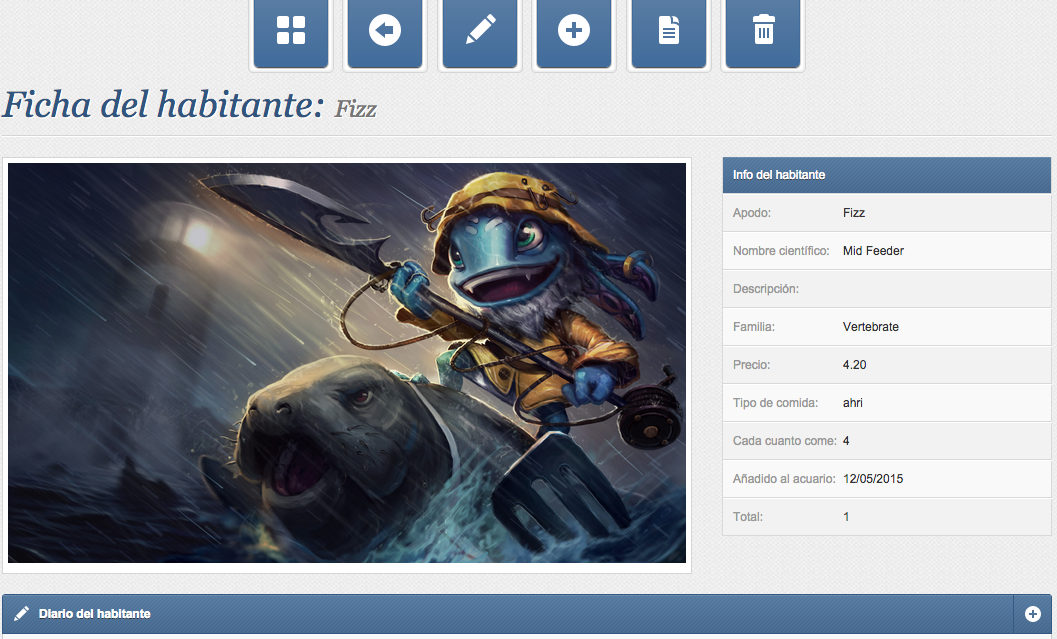 Ficha del habitante: Fizz
Info del habitante
Apodo: Fizz
Nombre científico: Mid Feeder
Descripción:
Familia: Vertebrate
Precio: 4.20
Tipo de comida: ahri
Cada cuanto come: 4
Añadido al acuario: 12/05/2015
Total: 1
Diario del habitante